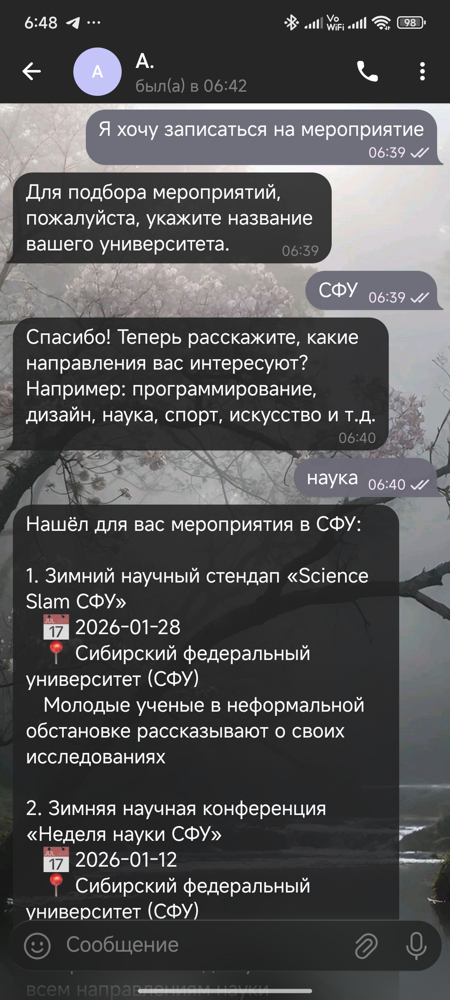 6:48
Vo
WiFi
98
A
A.
был(а) в 06:42
Я хочу записаться на мероприятие
06:39
Для подбора мероприятий,
пожалуйста, укажите название
вашего университета.
06:39
СФУ 06:39
Спасибо! Теперь расскажите, какие
направления вас интересуют?
Например: программирование,
дизайн, наука, спорт, искусство и т.д.
06:40
наука 06:40
Нашёл для вас мероприятия в СФУ:
1. Зимний научный стендап «Science
Slam СФУ»
JUL
17 2026-01-28
Сибирский федеральный
университет (СФУ)
Молодые ученые в неформальной
обстановке рассказывают о своих
исследованиях
2. Зимняя научная конференция
«Неделя науки СФУ»
JUL
17 2026-01-12
Сибирский федеральный
университет (СФУ)
Сообщение
всем направлениям науки